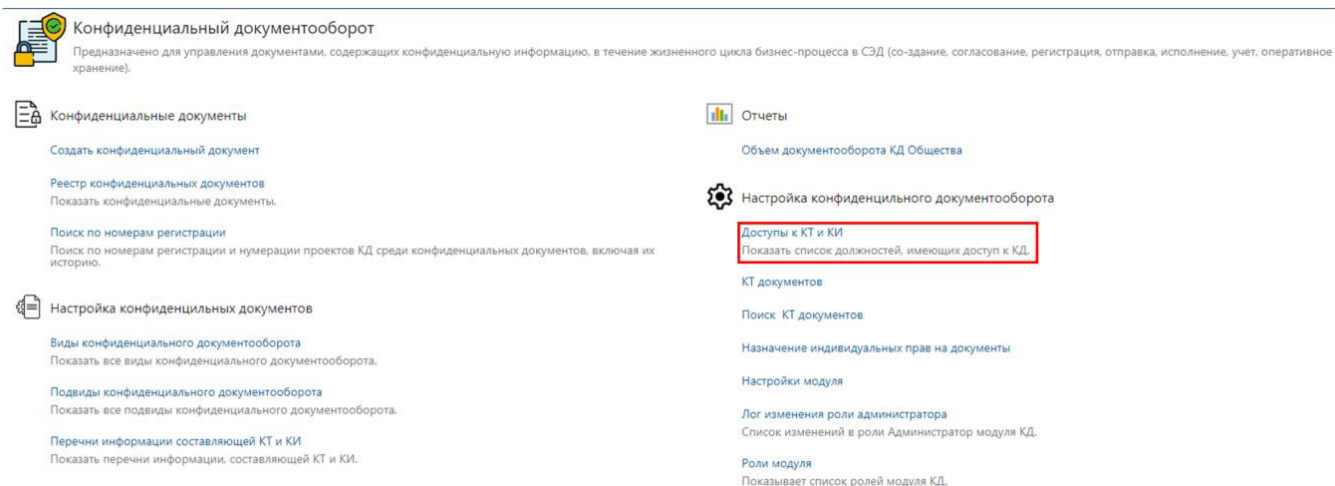 Конфиденциальный документооборот
Предназначено для управления документами, содержащих конфиденциальную информацию, в течение жизненного цикла бизнес-процесса в СЭД (со-здание, согласование, регистрация, отправка, исполнение, учет, оперативное
хранение).
Конфиденциальные документы
Создать конфиденциальный документ
Реестр конфиденциальных документов
Показать конфиденциальные документы.
Поиск по номерам регистрации
Поиск по номерам регистрации и нумерации проектов КД среди конфиденциальных документов, включая их
историю.
Настройка конфиденцильных документов
Виды конфиденциального документооборота
Показать все виды конфиденциального документооборота.
Подвиды конфиденциального документооборота
Показать все подвиды конфиденциального документооборота.
Перечни информации составляющей КТ и КИ
Показать перечни информации, составляющей КТ и КИ.
Отчеты
Объем документооборота КД Общества
Настройка конфиденцильного документооборота
Доступы к КТ и КИ
Показать список должностей, имеющих доступ к КД.
КТ документов
Поиск КТ документов
Назначение индивидуальных прав на документы
Настройки модуля
Лог изменения роли администратора
Список изменений в роли Администратор модуля КД.
Роли модуля
Показывает список ролей модуля КД.